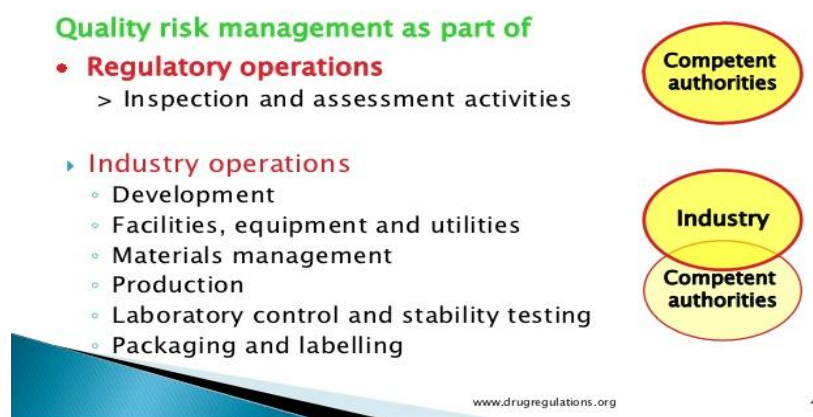 Quality risk management as part of
• Regulatory operations
> Inspection and assessment activities
Competent
authorities
Industry operations
Development
Facilities, equipment and utilities
Materials management
Production
Laboratory control and stability testing
Packaging and labelling
Industry
Competent
authorities
www.drugregulations.org